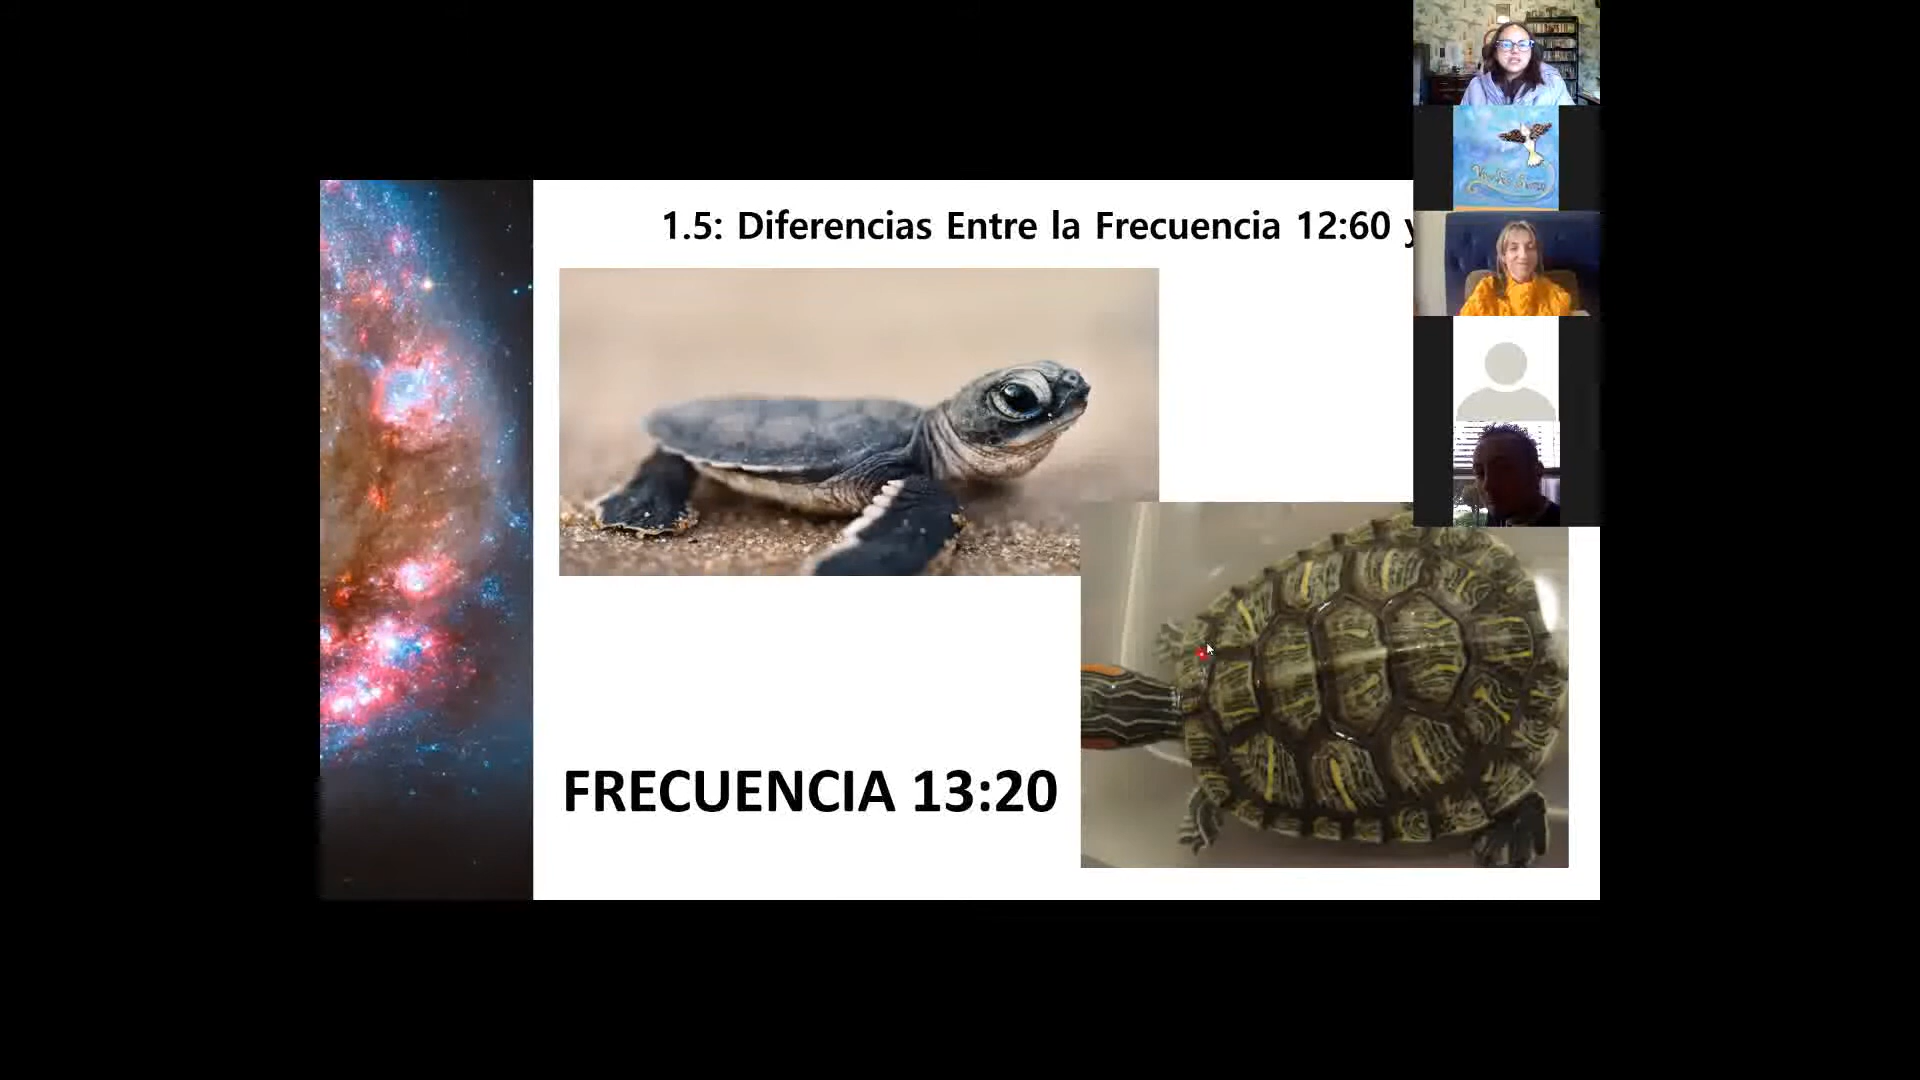 1.5: Diferencias Entre la Frecuencia 12:60 y
FRECUENCIA 13:20